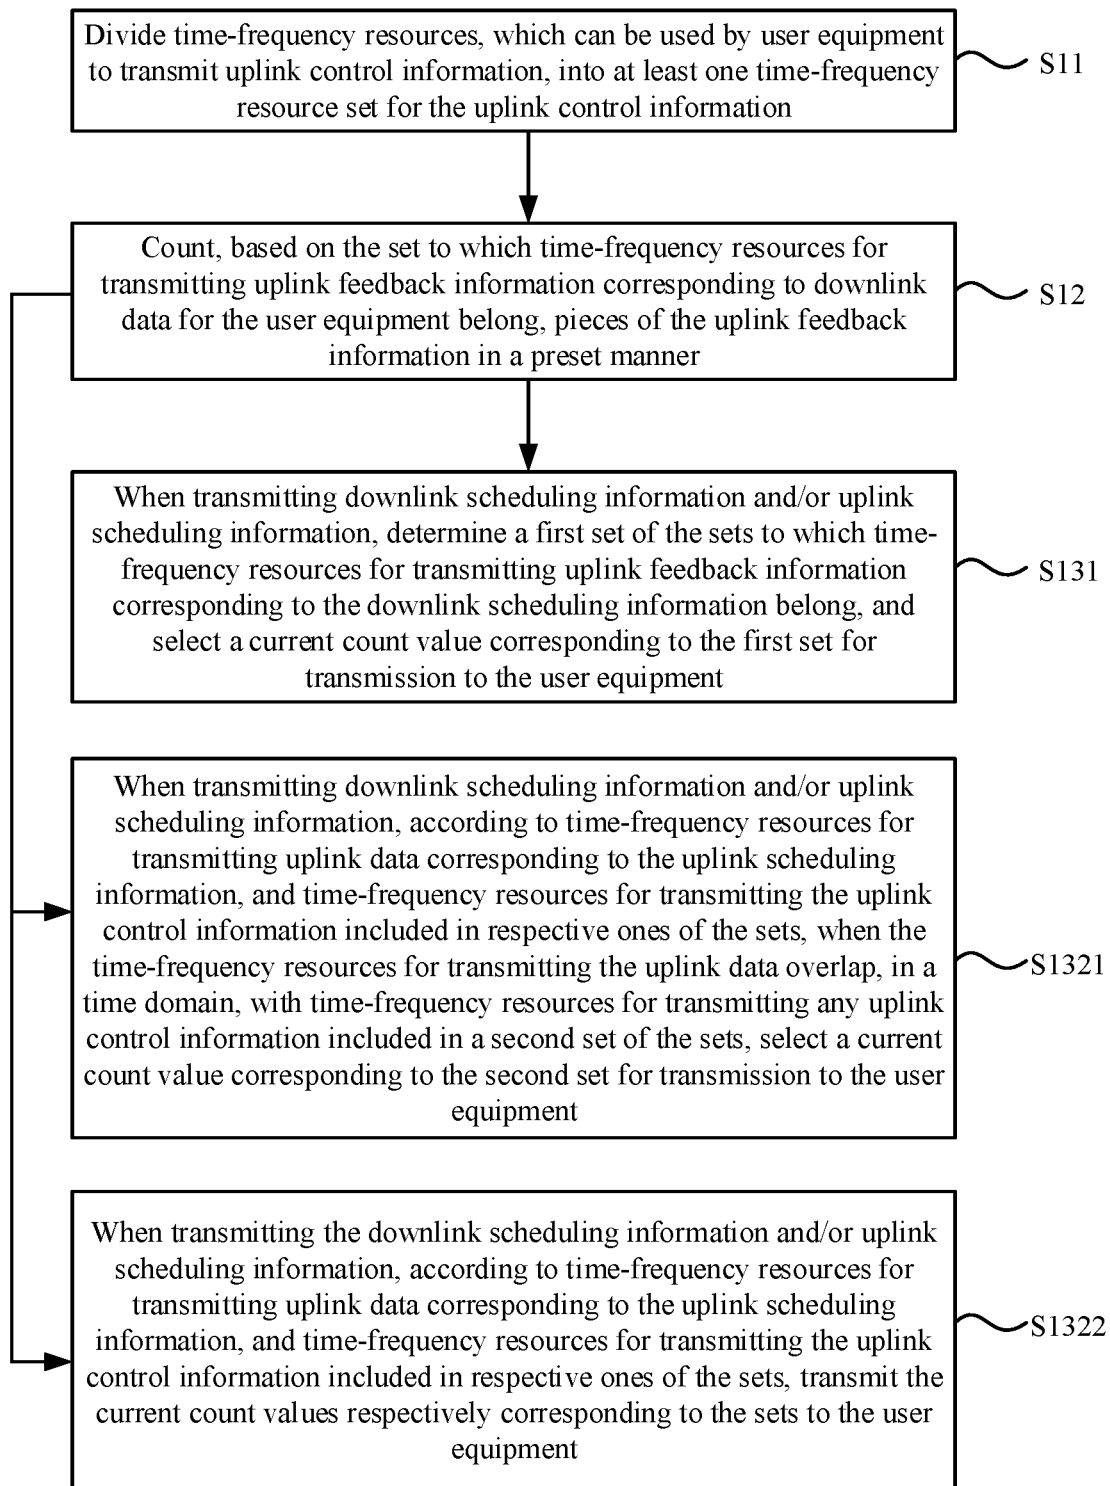 Divide time-frequency resources, which can be used by user equipment
to transmit uplink control information, into at least one time-frequency
resource set for the uplink control information
S11
Count, based on the set to which time-frequency resources for
transmitting uplink feedback information corresponding to downlink
data for the user equipment belong, pieces of the uplink feedback
information in a preset manner
S12
When transmitting downlink scheduling information and/or uplink
scheduling information, determine a first set of the sets to which time-
frequency resources for transmitting uplink feedback information
corresponding to the downlink scheduling information belong, and
select a current count value corresponding to the first set for
transmission to the user equipment
S131
When transmitting downlink scheduling information and/or uplink
scheduling information, according to time-frequency resources for
transmitting uplink data corresponding to the uplink scheduling
information, and time-frequency resources for transmitting the uplink
control information included in respective ones of the sets, when the
time-frequency resources for transmitting the uplink data overlap, in a
time domain, with time-frequency resources for transmitting any uplink
control information included in a second set of the sets, select a current
count value corresponding to the second set for transmission to the user
equipment
S1321
When transmitting the downlink scheduling information and/or uplink
scheduling information, according to time-frequency resources for
transmitting uplink data corresponding to the uplink scheduling
information, and time-frequency resources for transmitting the uplink
control information included in respective ones of the sets, transmit the
current count values respectively corresponding to the sets to the user
equipment
S1322